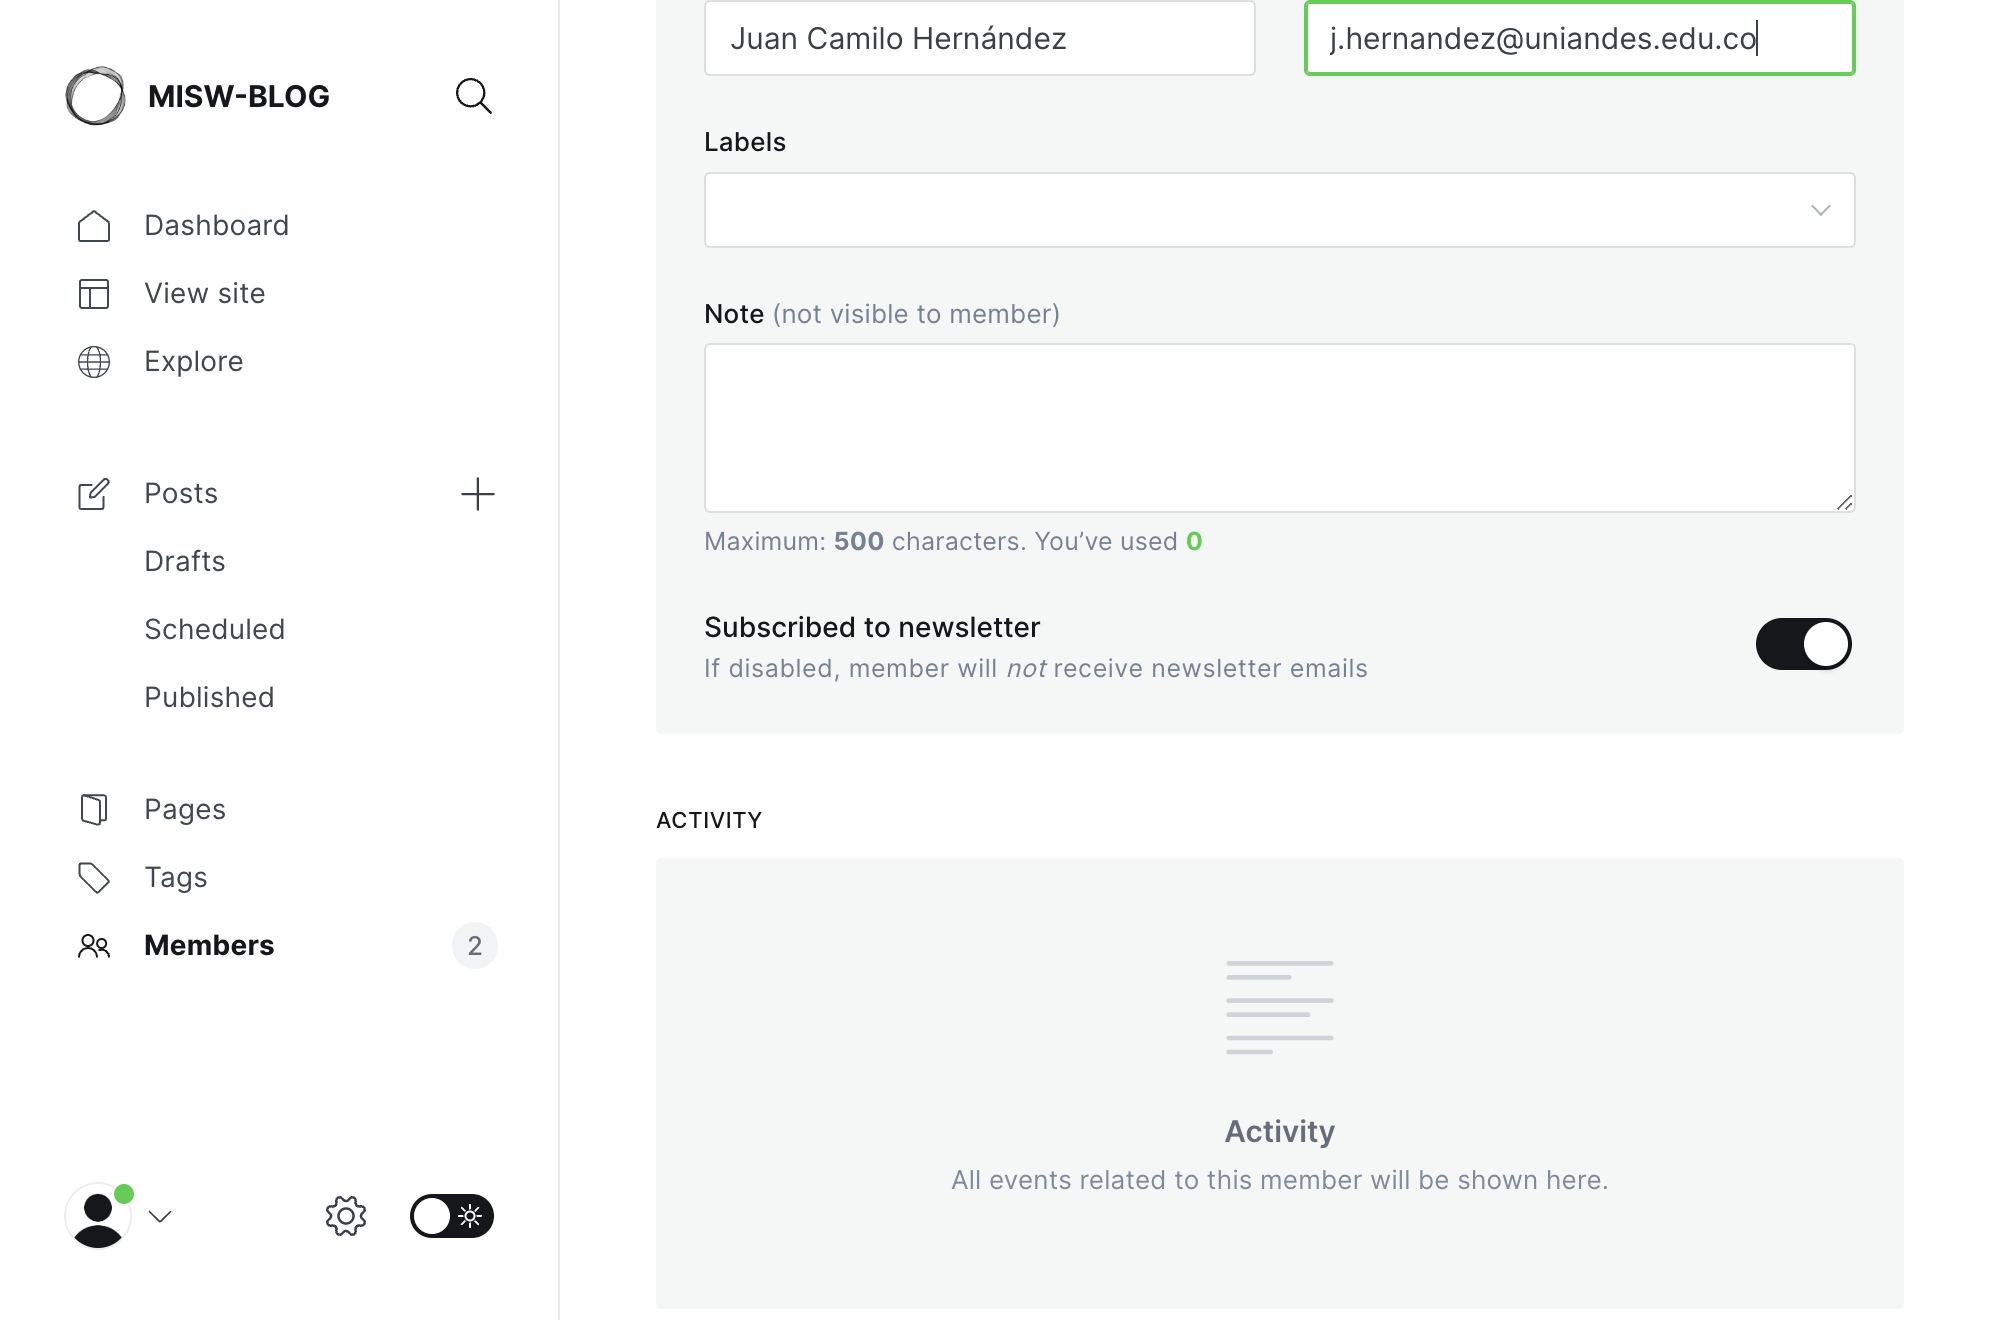 MISW-BLOG
Dashboard
View site
Explore
Posts
Drafts
Scheduled
Published
Pages
Tags
Members 2
Juan Camilo Hernández
j.hernandez@uniandes.edu.co
Labels
Note (not visible to member)
Maximum: 500 characters. You’ve used 0
Subscribed to newsletter
If disabled, member will not receive newsletter emails
ACTIVITY
Activity
All events related to this member will be shown here.